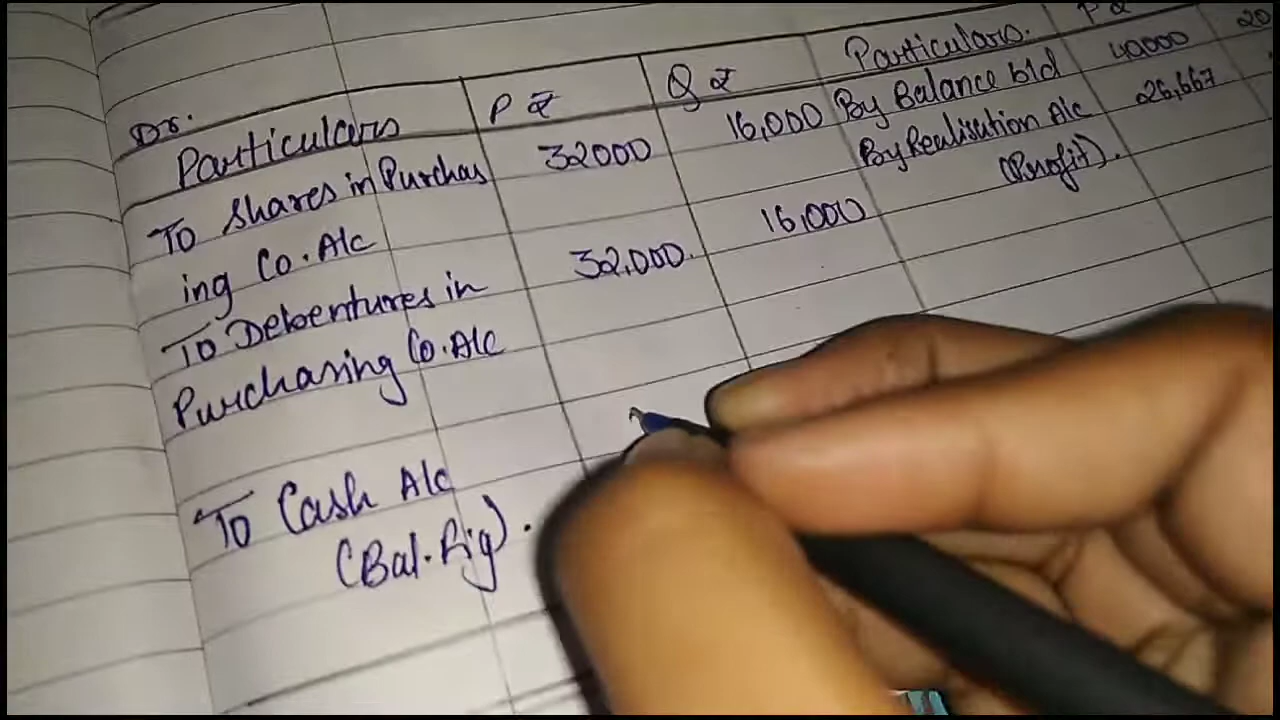 Dr.
Particulars P ₹ Q ₹ Particulars. P ₹
To Shares in Purchas 32000 16,000 By Balance b/d 40000 20
ing Co. A/c By Realisation A/c 26,667
To Debentures in 32,000. 16,000 (Profit).
Purchasing Co. A/c
To Cash A/c
(Bal. fig).